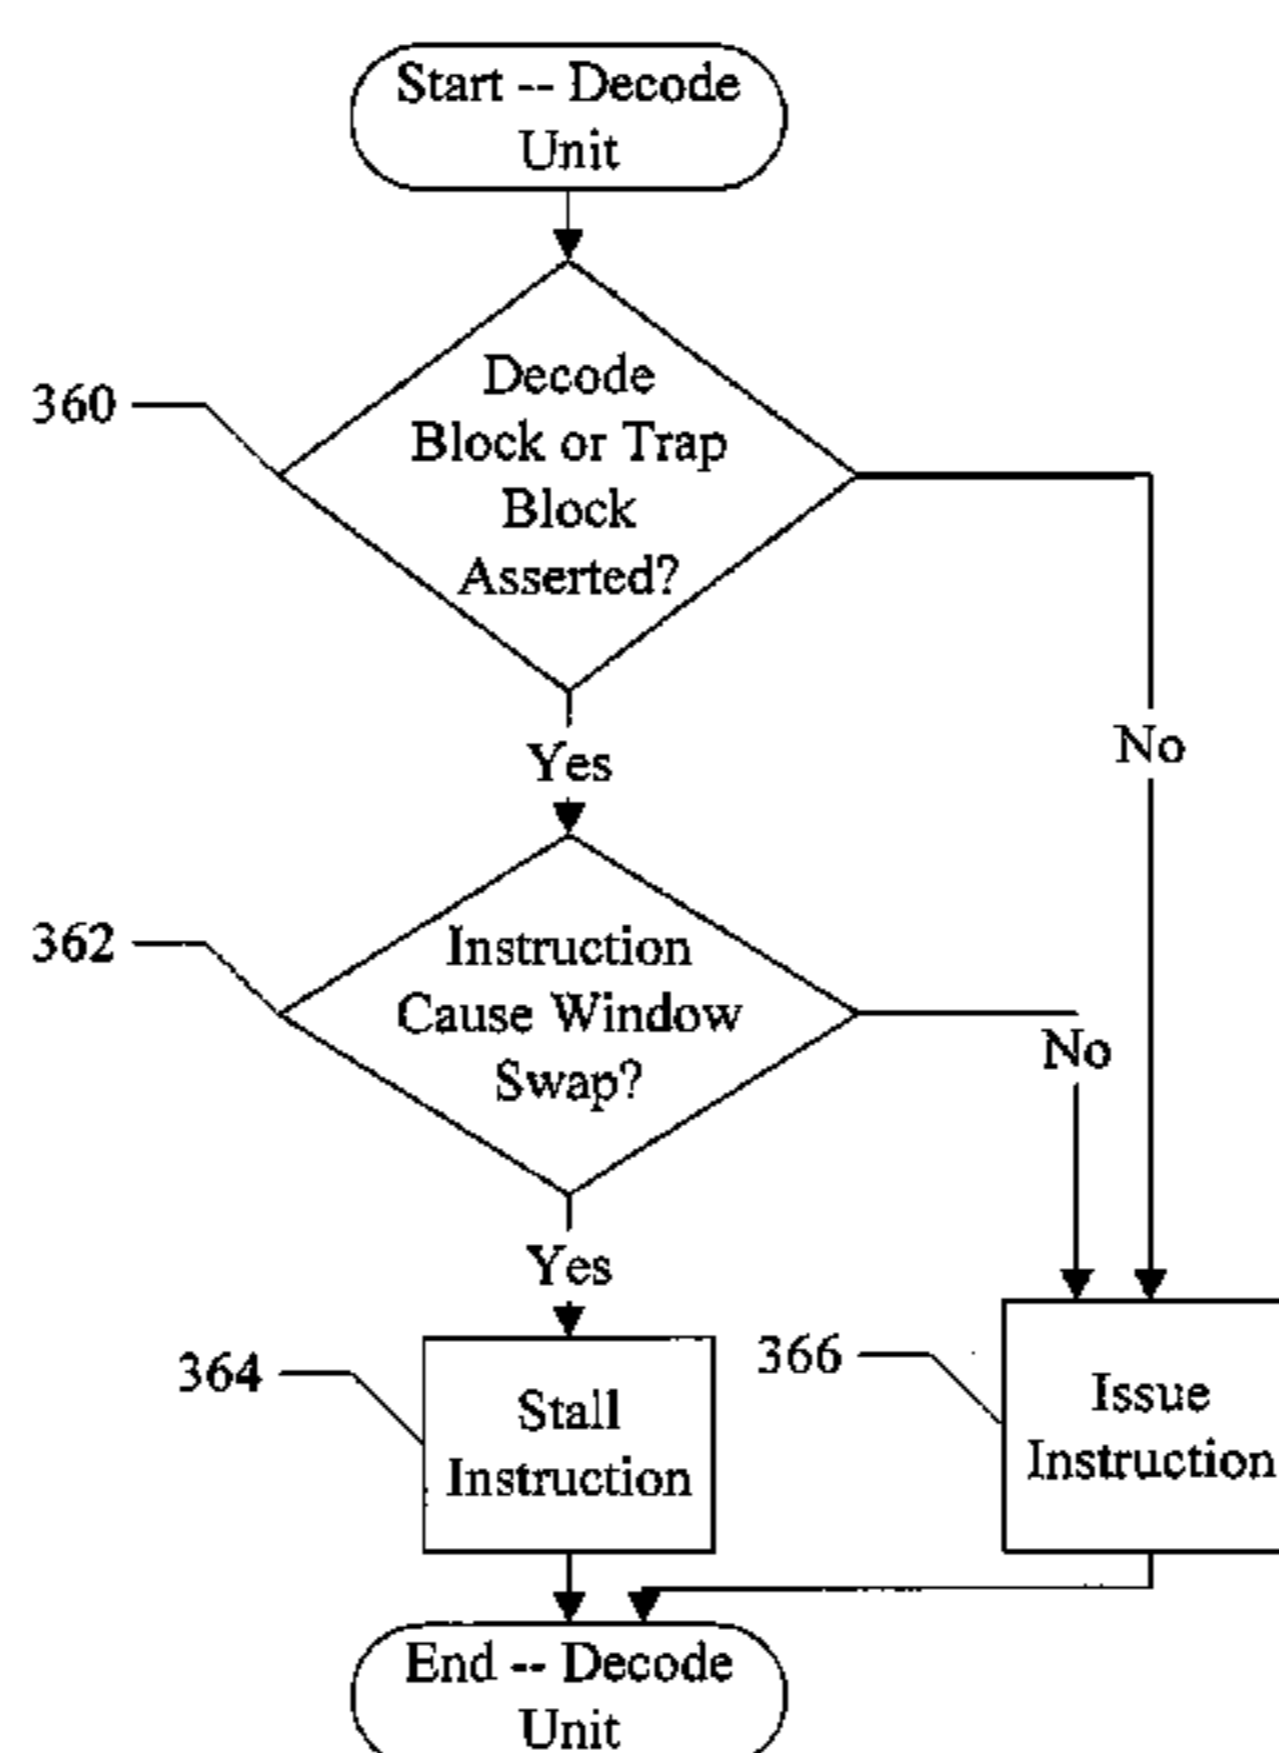 Start -- Decode
Unit
360
Decode
Block or Trap
Block
Asserted?
Yes
No
362
Instruction
Cause Window
Swap?
No
Yes
364
Stall
Instruction
366
Issue
Instruction
End -- Decode
Unit